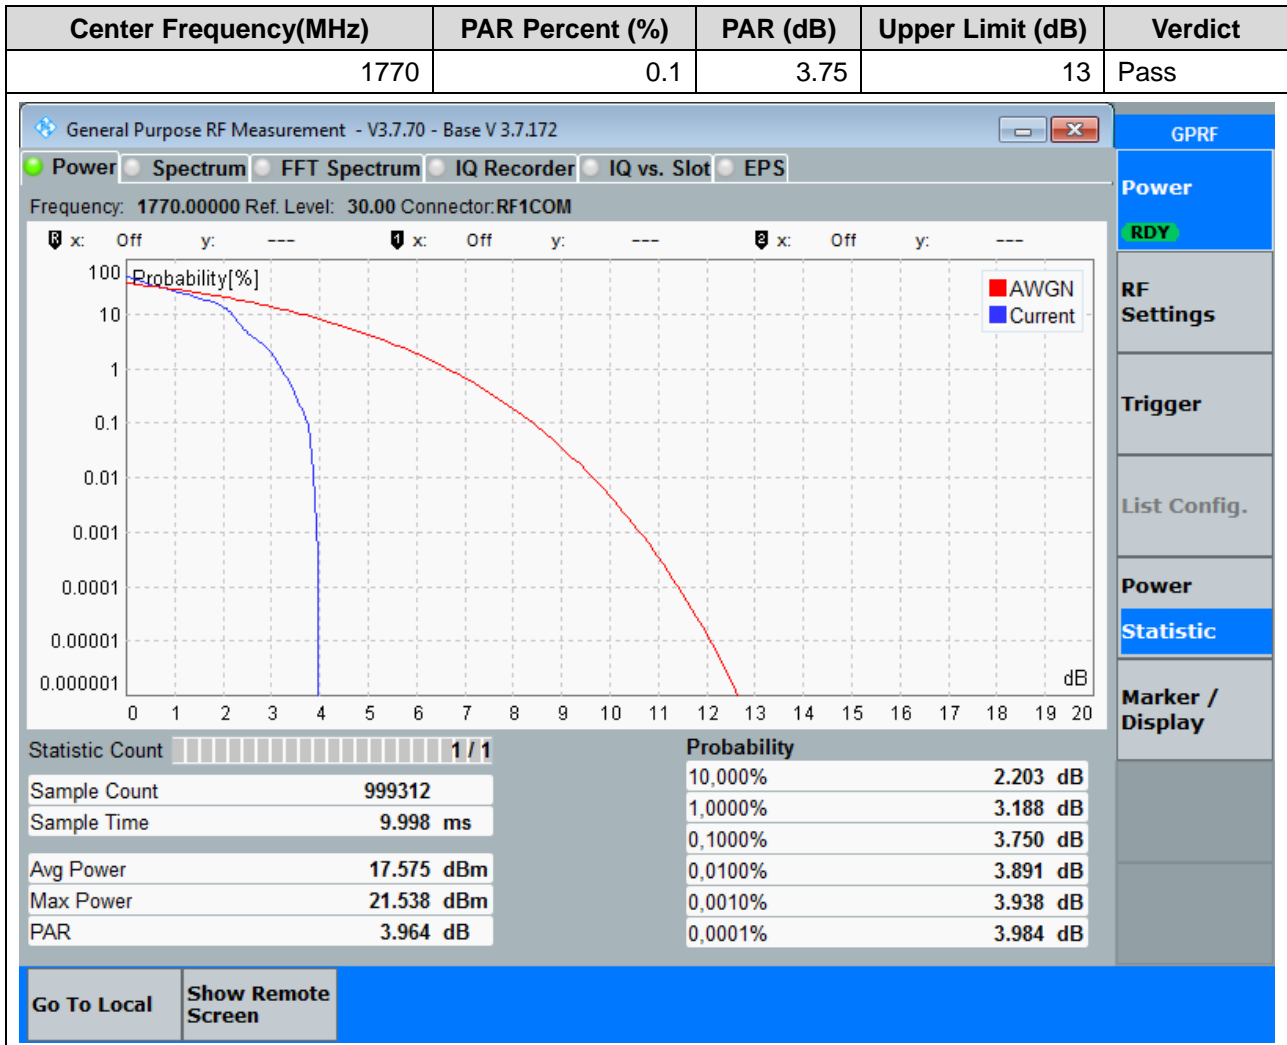 Center Frequency(MHz) PAR Percent (%) PAR (dB) Upper Limit (dB) Verdict
1770 0.1 3.75 13 Pass
General Purpose RF Measurement - V3.7.70 - Base V 3.7.172
GPRF
Power Spectrum FFT Spectrum IQ Recorder IQ vs. Slot EPS
Frequency: 1770.00000 Ref. Level: 30.00 Connector: RF1COM
R x: Off y: --- 1 x: Off y: --- 2 x: Off y: ---
Probability[%]
AWGN
Current
100
10
1
0.1
0.01
0.001
0.0001
0.00001
0.000001
dB
0 1 2 3 4 5 6 7 8 9 10 11 12 13 14 15 16 17 18 19 20
Statistic Count 1 / 1
Sample Count 999312
Sample Time 9.998 ms
Avg Power 17.575 dBm
Max Power 21.538 dBm
PAR 3.964 dB
Probability
10,000% 2.203 dB
1,0000% 3.188 dB
0,1000% 3.750 dB
0,0100% 3.891 dB
0,0010% 3.938 dB
0,0001% 3.984 dB
Power
RDY
RF
Settings
Trigger
List Config.
Power
Statistic
Marker /
Display
Go To Local
Show Remote
Screen